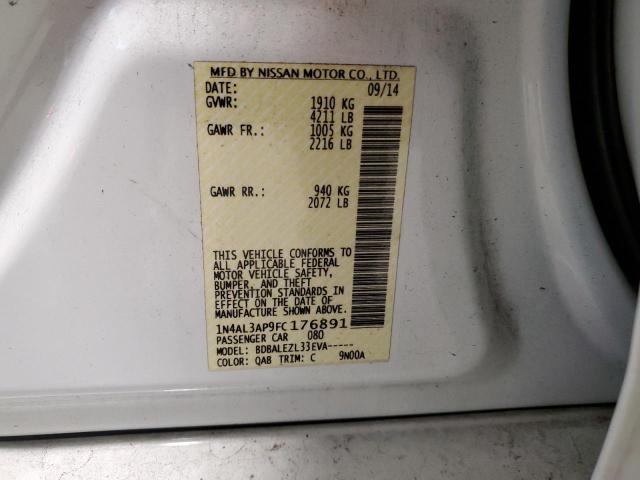 MFD BY NISSAN MOTOR CO., LTD.
DATE: 09/14
GVWR: 1910 KG
4211 LB
GAWR FR.: 1005 KG
2216 LB
GAWR RR.: 940 KG
2072 LB
THIS VEHICLE CONFORMS TO
ALL APPLICABLE FEDERAL
MOTOR VEHICLE SAFETY,
BUMPER, AND THEFT
PREVENTION STANDARDS IN
EFFECT ON THE DATE OF
MANUFACTURE SHOWN ABOVE.
1N4AL3AP9FC176891
PASSENGER CAR 080
MODEL: BDBALEZL33EVA-----
COLOR: QAB TRIM: C 9N00A